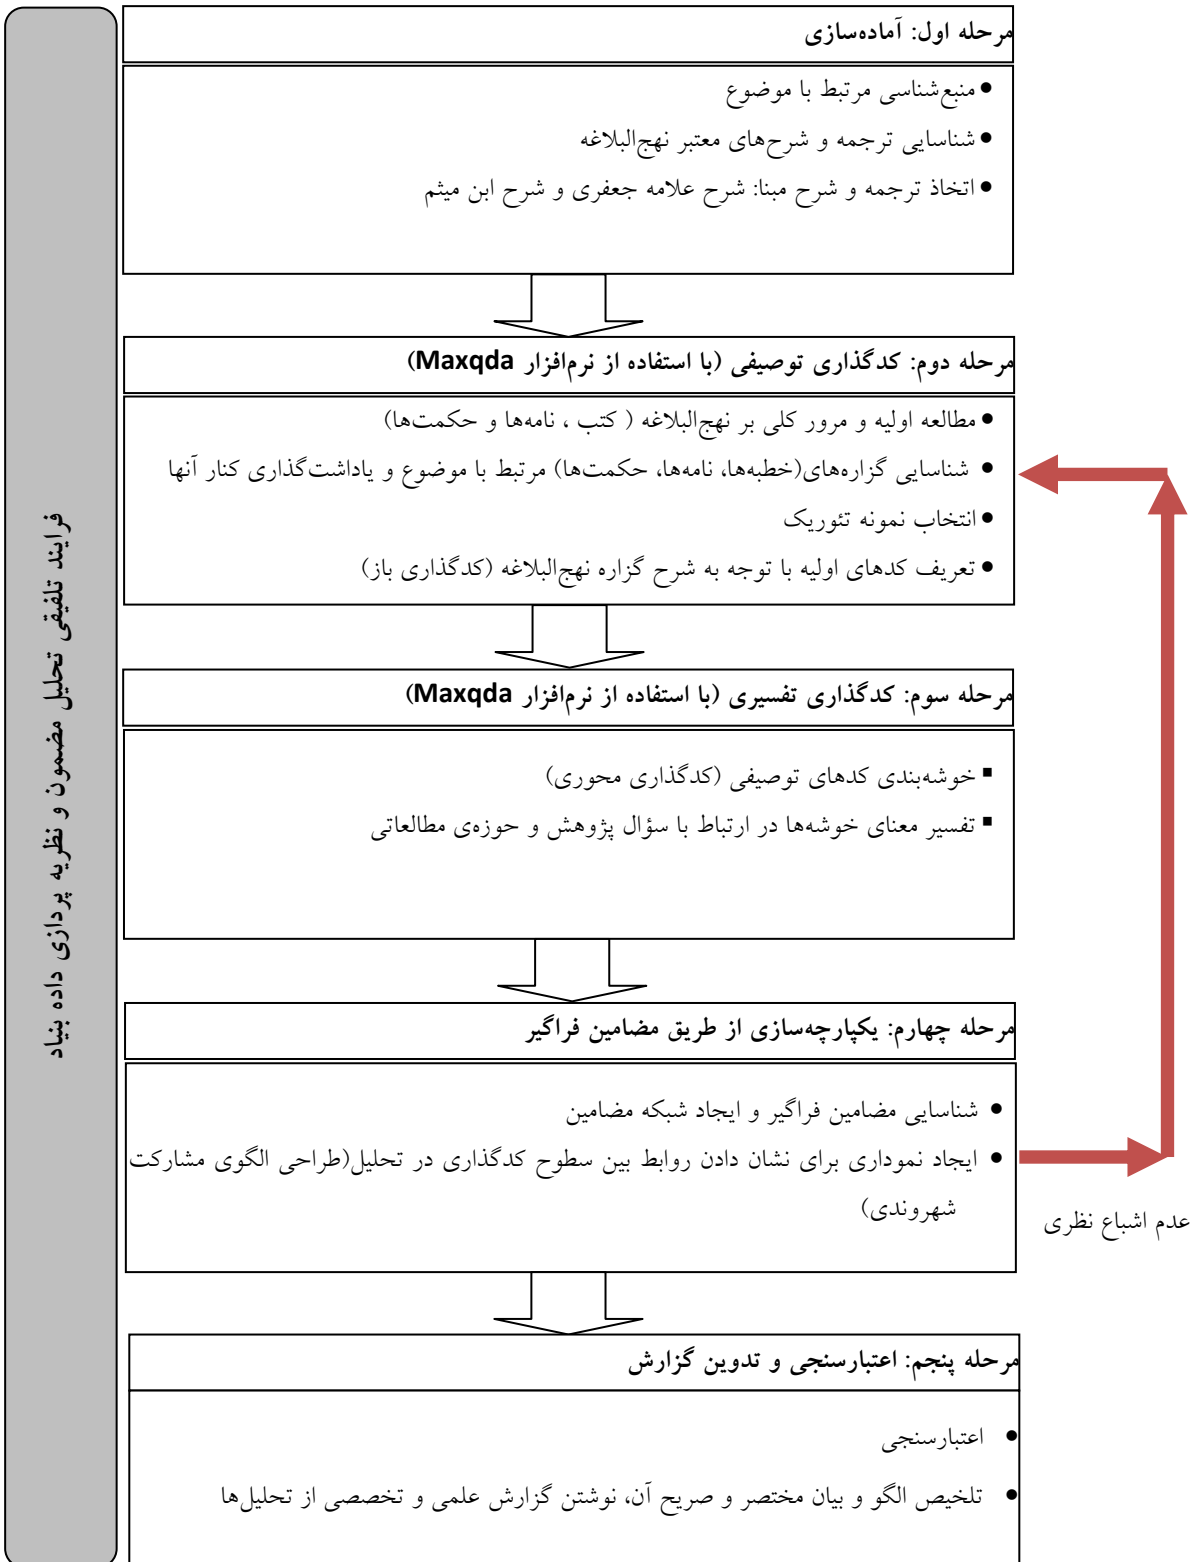 مرحله اول: آماده‌سازی
● منبع‌شناسی مرتبط با موضوع
● شناسایی ترجمه و شرح‌های معتبر نهج‌البلاغه
● اتخاذ ترجمه و شرح مبنا: شرح علامه جعفری و شرح ابن میثم
مرحله دوم: کدگذاری توصیفی (با استفاده از نرم‌افزار Maxqda)
● مطالعه اولیه و مرور کلی بر نهج‌البلاغه ( کتب ، نامه‌ها و حکمت‌ها)
● شناسایی گزاره‌های(خطبه‌ها، نامه‌ها، حکمت‌ها) مرتبط با موضوع و یاداشت‌گذاری کنار آنها
● انتخاب نمونه تئوریک
● تعریف کدهای اولیه با توجه به شرح گزاره نهج‌البلاغه (کدگذاری باز)
مرحله سوم: کدگذاری تفسیری (با استفاده از نرم‌افزار Maxqda)
▪ خوشه‌بندی کدهای توصیفی (کدگذاری محوری)
▪ تفسیر معنای خوشه‌ها در ارتباط با سؤال پژوهش و حوزه‌ی مطالعاتی
مرحله چهارم: یکپارچه‌سازی از طریق مضامین فراگیر
● شناسایی مضامین فراگیر و ایجاد شبکه مضامین
● ایجاد نموداری برای نشان دادن روابط بین سطوح کدگذاری در تحلیل(طراحی الگوی مشارکت
شهروندی)
عدم اشباع نظری
مرحله پنجم: اعتبارسنجی و تدوین گزارش
● اعتبارسنجی
● تلخیص الگو و بیان مختصر و صریح آن، نوشتن گزارش علمی و تخصصی از تحلیل‌ها
فرایند تلفیقی تحلیل مضمون و نظریه پردازی داده بنیاد